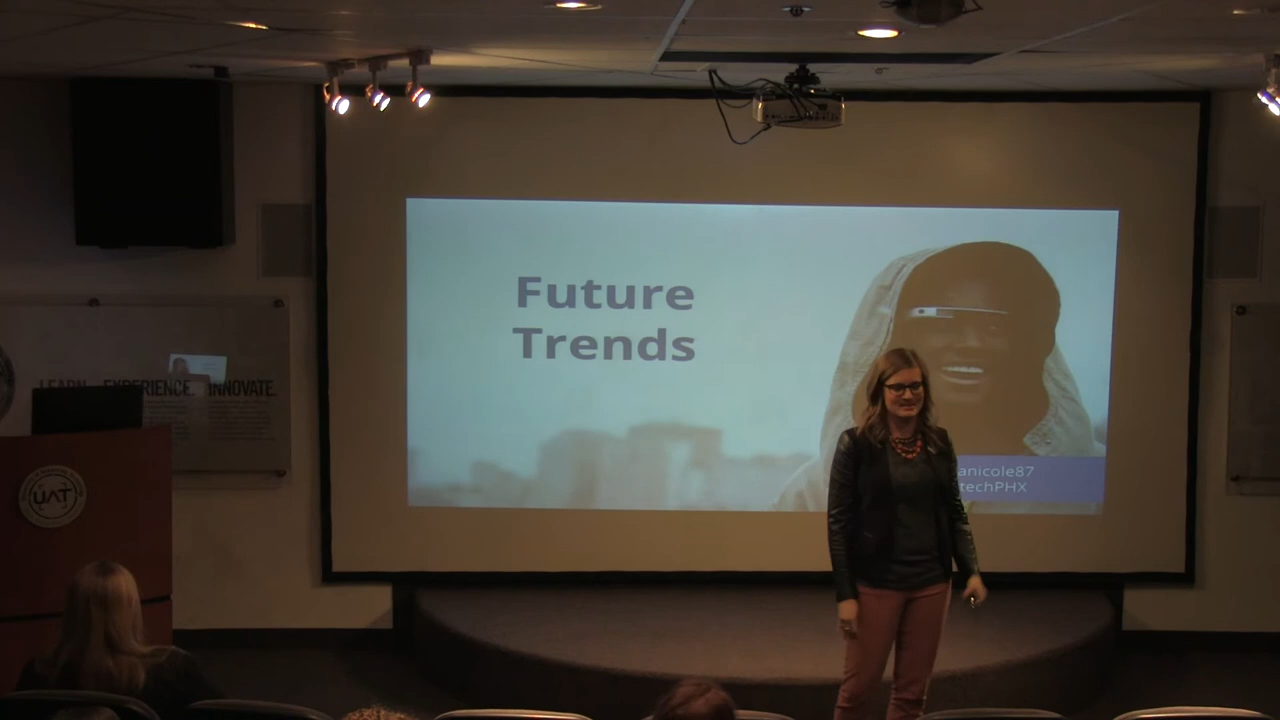 Future
Trends
anicole87
techPHX
LEARN. EXPERIENCE. INNOVATE.
UAT